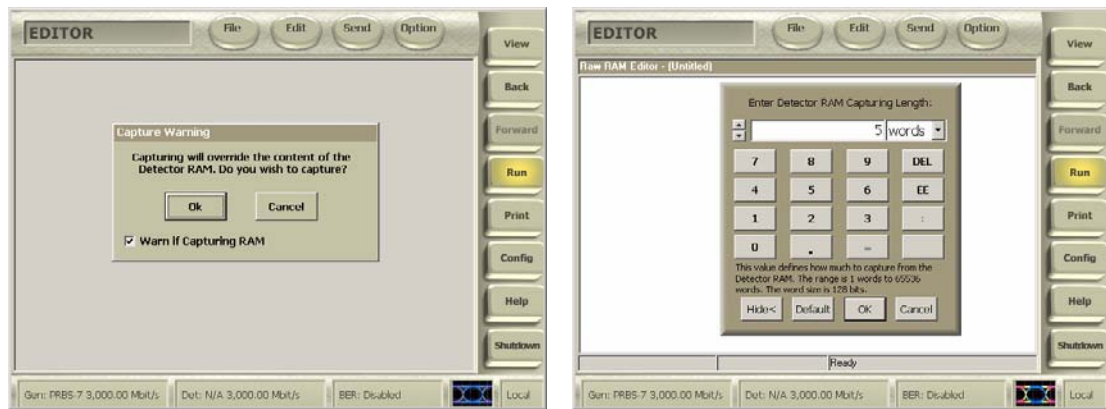 EDITOR
File Edit Send Option
View
Back
Forward
Run
Print
Config
Help
Shutdown
Capture Warning
Capturing will override the content of the
Detector RAM. Do you wish to capture?
Ok Cancel
Warn if Capturing RAM
Gen: PRBS-7 3,000.00 Mbit/s Det: N/A 3,000.00 Mbit/s BER: Disabled Local
EDITOR
File Edit Send Option
Raw RAM Editor - (Untitled)
View
Back
Forward
Run
Print
Config
Help
Shutdown
Enter Detector RAM Capturing Length:
5 words
7 8 9 DEL
4 5 6 EE
1 2 3 :
0 . -
This value defines how much to capture from the
Detector RAM. The range is 1 words to 65536
words. The word size is 128 bits.
Hide< Default OK Cancel
Ready
Gen: PRBS-7 3,000.00 Mbit/s Det: N/A 3,000.00 Mbit/s BER: Disabled Local